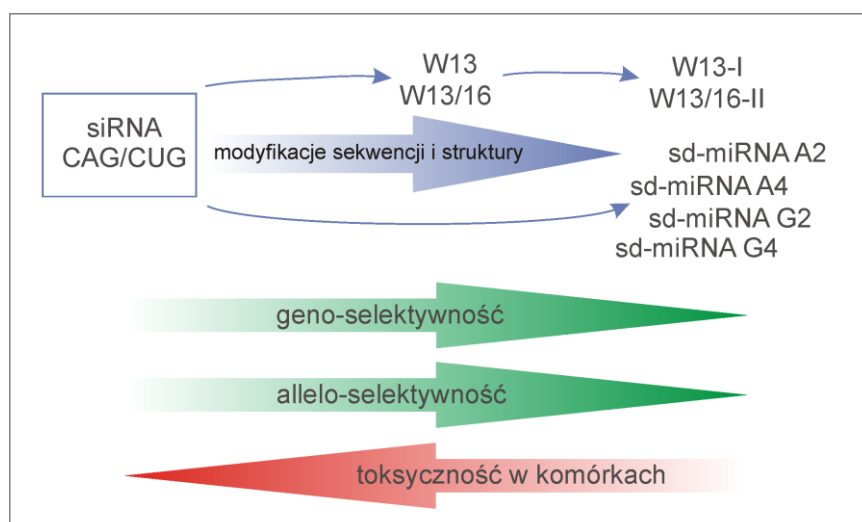 siRNA
CAG/CUG
W13
W13/16
W13-I
W13/16-II
modyfikacje sekwencji i struktury
sd-miRNA A2
sd-miRNA A4
sd-miRNA G2
sd-miRNA G4
geno-selektywność
allelo-selektywność
toksyczność w komórkach